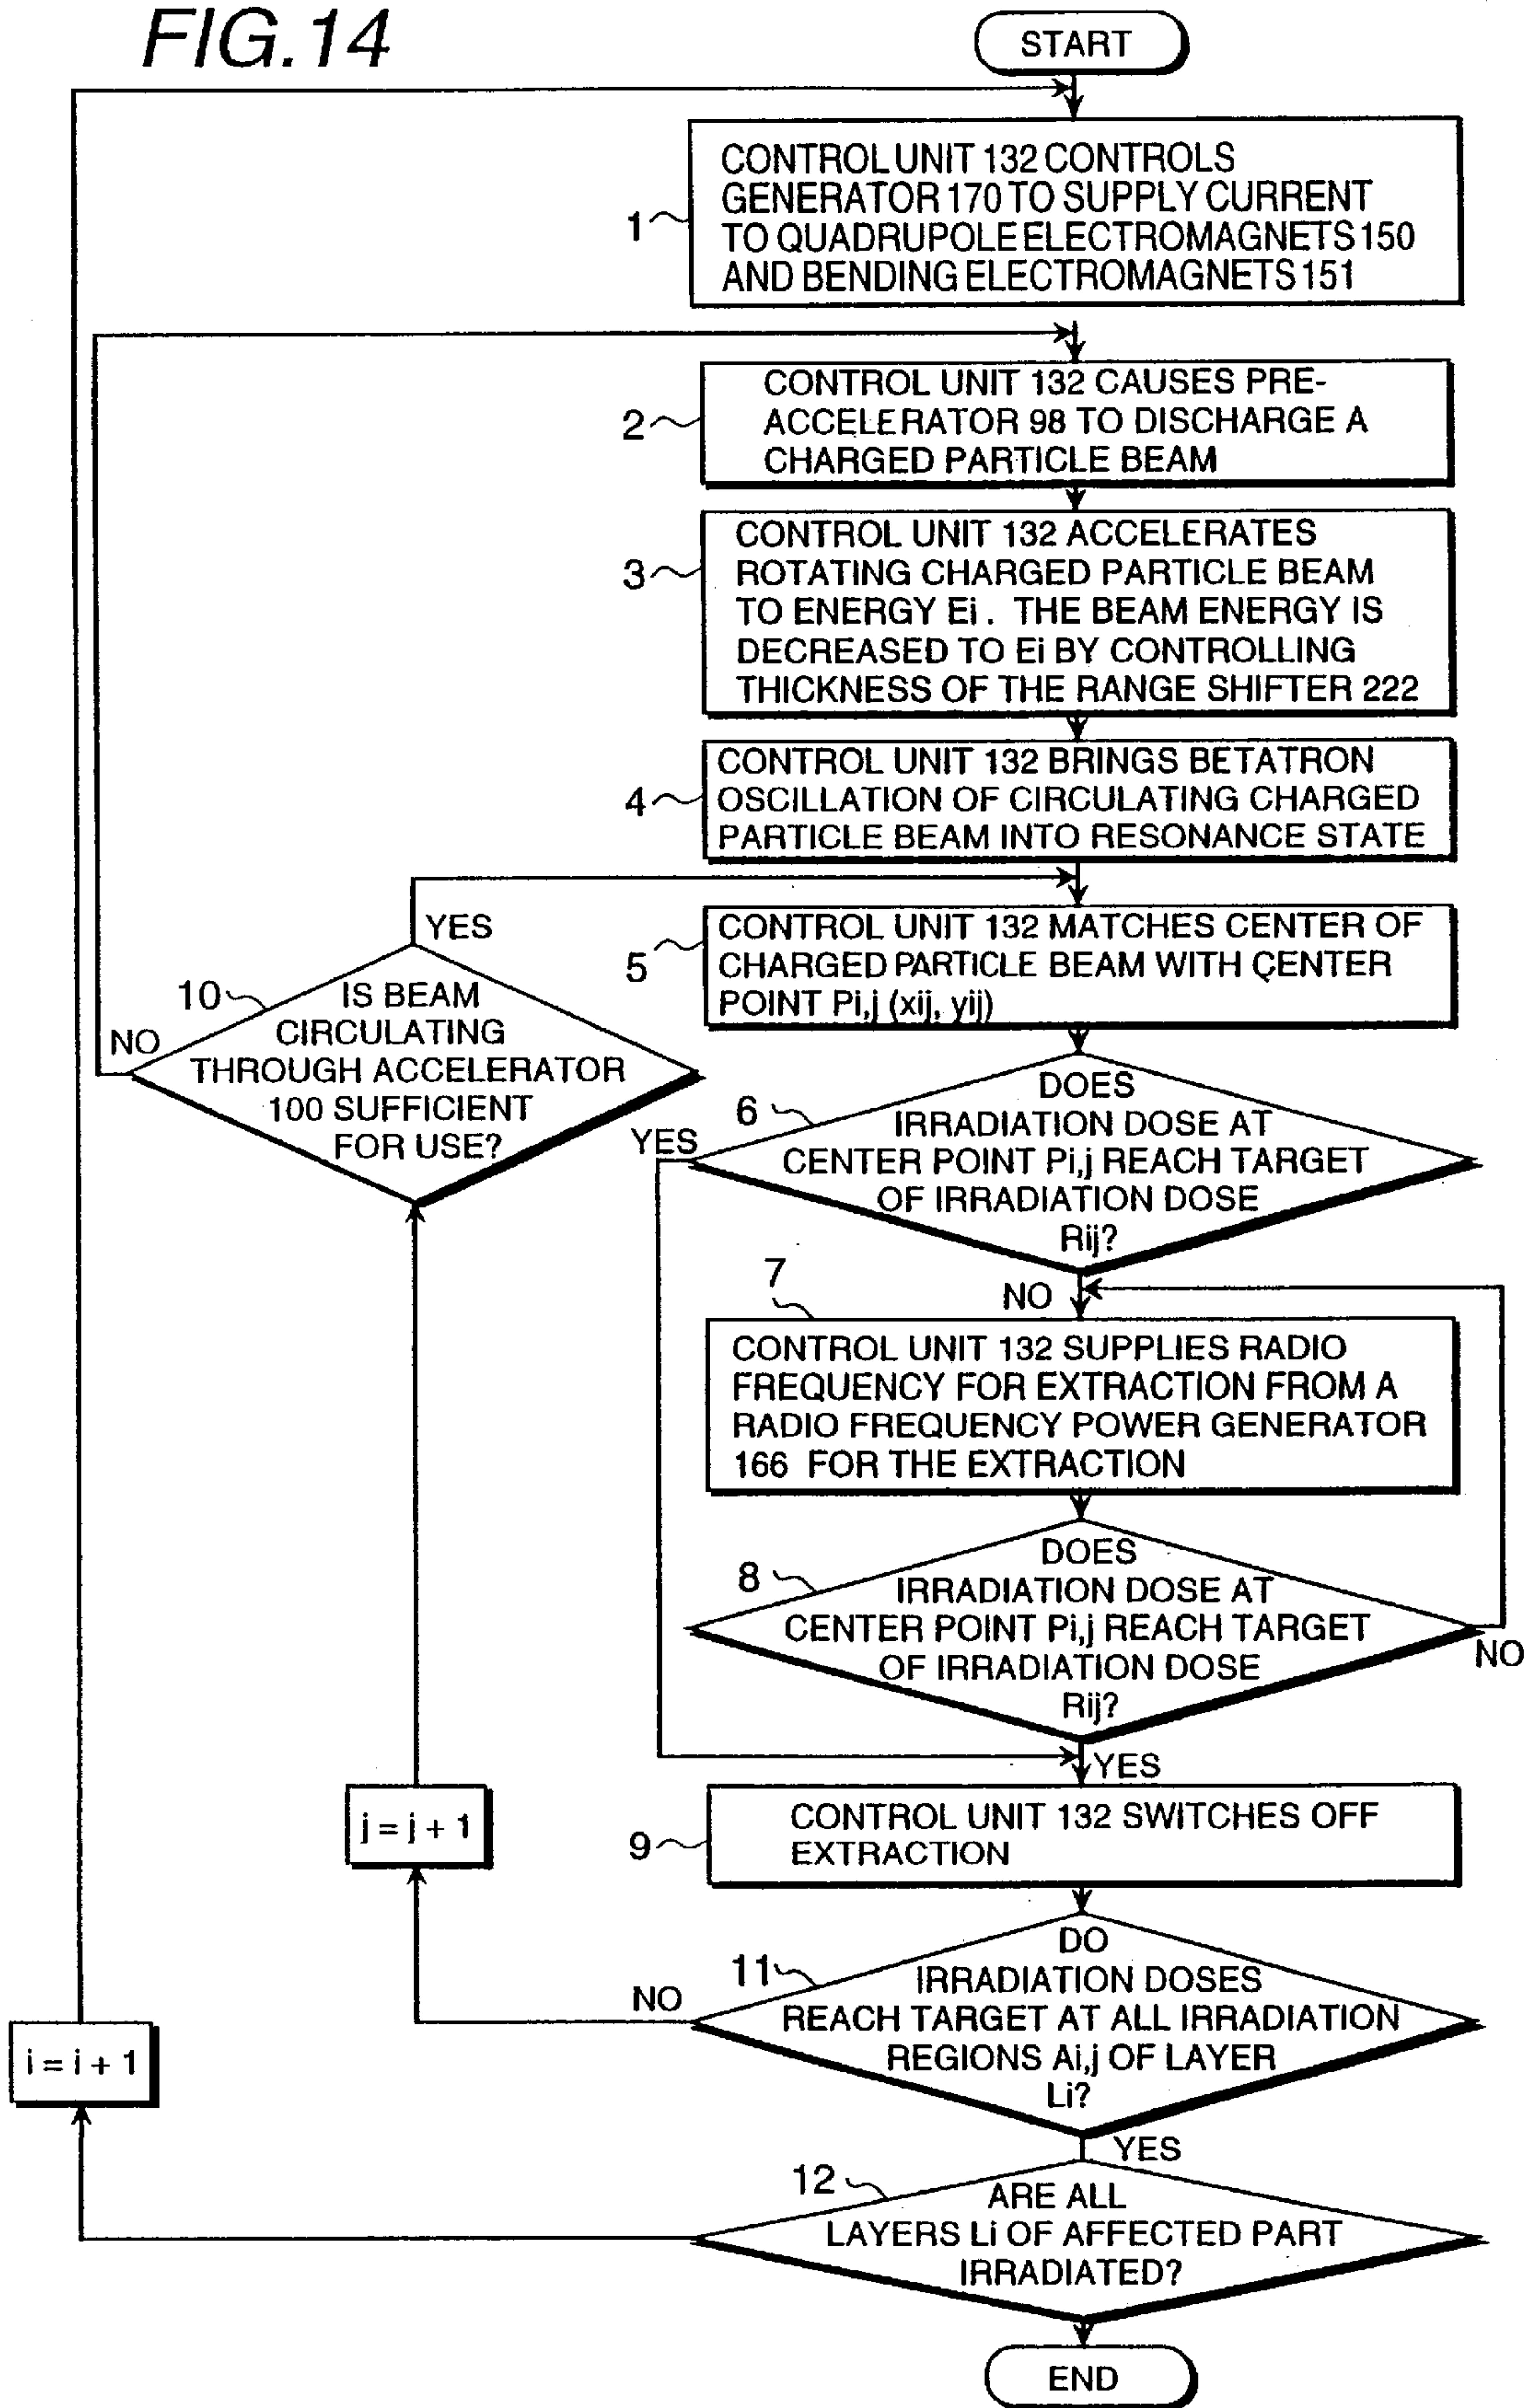 FIG.14
START
1
CONTROL UNIT 132 CONTROLS
GENERATOR 170 TO SUPPLY CURRENT
TO QUADRUPOLE ELECTROMAGNETS 150
AND BENDING ELECTROMAGNETS 151
2
CONTROL UNIT 132 CAUSES PRE-
ACCELERATOR 98 TO DISCHARGE A
CHARGED PARTICLE BEAM
3
CONTROL UNIT 132 ACCELERATES
ROTATING CHARGED PARTICLE BEAM
TO ENERGY Ei. THE BEAM ENERGY IS
DECREASED TO Ei BY CONTROLLING
THICKNESS OF THE RANGE SHIFTER 222
4
CONTROL UNIT 132 BRINGS BETATRON
OSCILLATION OF CIRCULATING CHARGED
PARTICLE BEAM INTO RESONANCE STATE
YES
5
CONTROL UNIT 132 MATCHES CENTER OF
CHARGED PARTICLE BEAM WITH CENTER
POINT Pi,j (xij, yij)
10
NO
IS BEAM
CIRCULATING
THROUGH ACCELERATOR
100 SUFFICIENT
FOR USE?
6
YES
DOES
IRRADIATION DOSE AT
CENTER POINT Pi,j REACH TARGET
OF IRRADIATION DOSE
Rij?
7
NO
CONTROL UNIT 132 SUPPLIES RADIO
FREQUENCY FOR EXTRACTION FROM A
RADIO FREQUENCY POWER GENERATOR
166 FOR THE EXTRACTION
8
DOES
IRRADIATION DOSE AT
CENTER POINT Pi,j REACH TARGET
OF IRRADIATION DOSE
Rij?
NO
YES
j = j + 1
9
CONTROL UNIT 132 SWITCHES OFF
EXTRACTION
11
NO
DO
IRRADIATION DOSES
REACH TARGET AT ALL IRRADIATION
REGIONS Ai,j OF LAYER
Li?
i = i + 1
YES
12
ARE ALL
LAYERS Li OF AFFECTED PART
IRRADIATED?
END